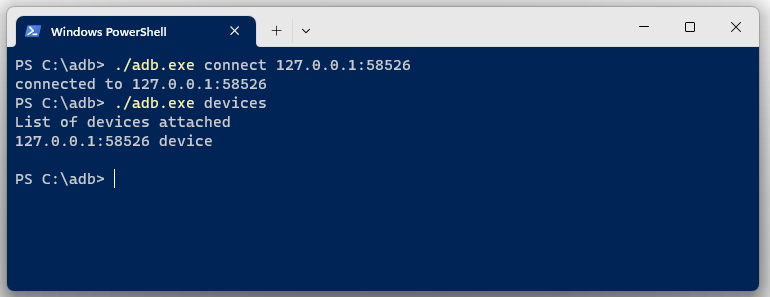 Windows PowerShell
PS C:\adb> ./adb.exe connect 127.0.0.1:58526
connected to 127.0.0.1:58526
PS C:\adb> ./adb.exe devices
List of devices attached
127.0.0.1:58526 device
PS C:\adb>